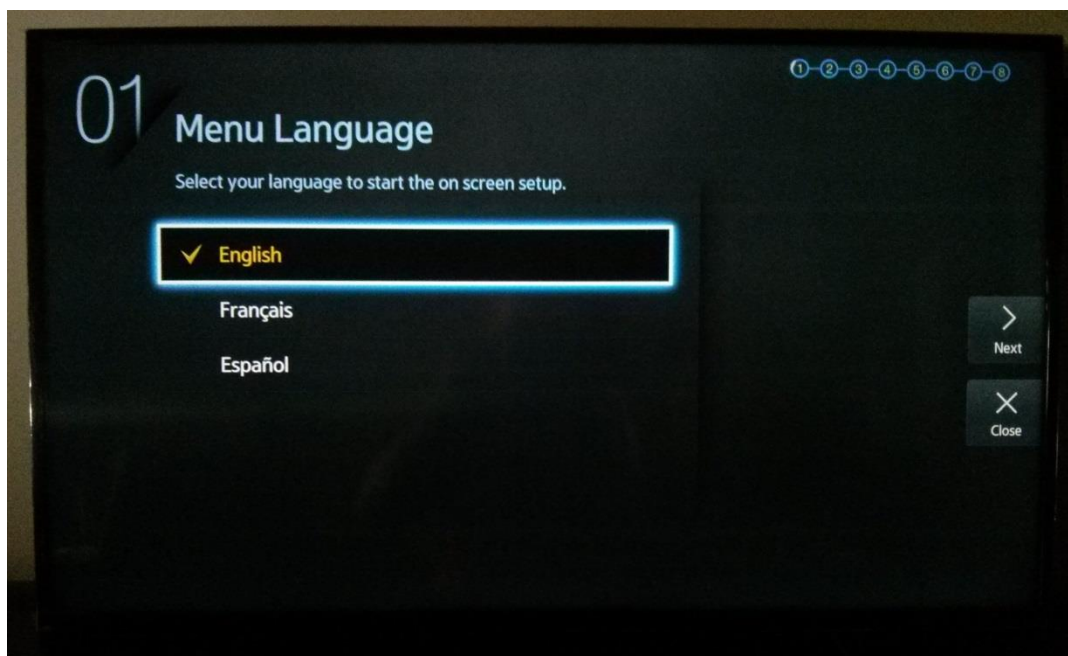 01
1 2 3 4 5 6 7 8
Menu Language
Select your language to start the on screen setup.
English
Français
Español
Next
Close